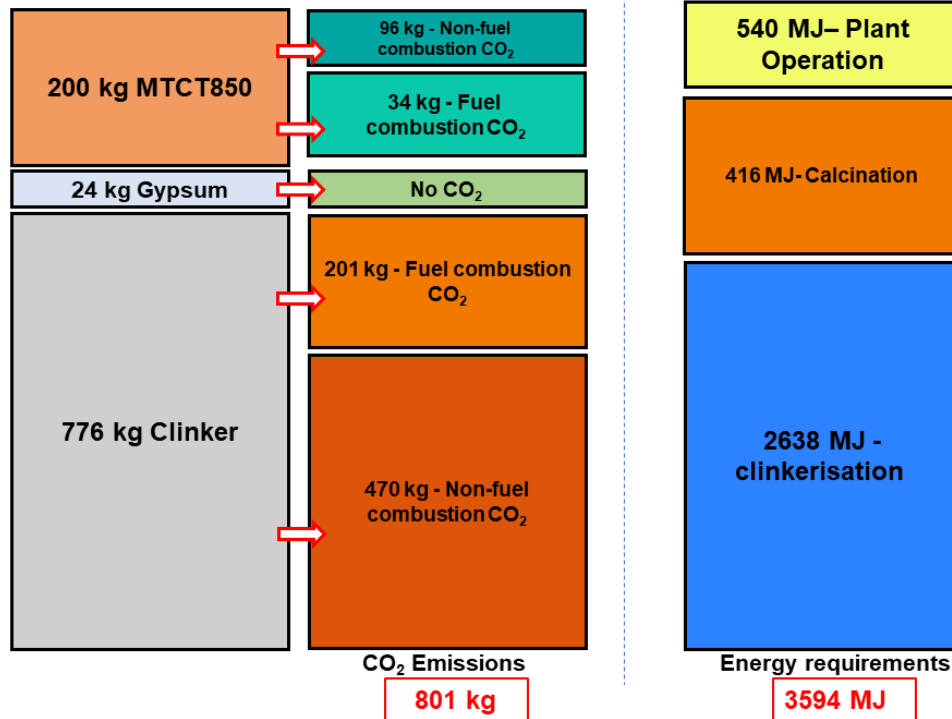 200 kg MTCT850
24 kg Gypsum
776 kg Clinker
96 kg - Non-fuel
combustion CO₂
34 kg - Fuel
combustion CO₂
No CO₂
201 kg - Fuel combustion
CO₂
470 kg - Non-fuel
combustion CO₂
CO₂ Emissions
801 kg
540 MJ– Plant
Operation
416 MJ- Calcination
2638 MJ -
clinkerisation
Energy requirements
3594 MJ